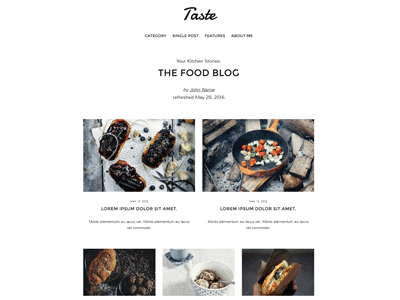 Taste
CATEGORY SINGLE POST FEATURES ABOUT ME
Your Kitchen Stories.
THE FOOD BLOG
by John Name
refreshed May 28, 2016.
MAY 12, 2016 MAY 12, 2016
LOREM IPSUM DOLOR SIT AMET. LOREM IPSUM DOLOR SIT AMET.
Morbi elementum eu lacus vel. Morbi elementum eu lacus Morbi elementum eu lacus vel. Morbi elementum eu lacus
vel commodo. vel commodo.